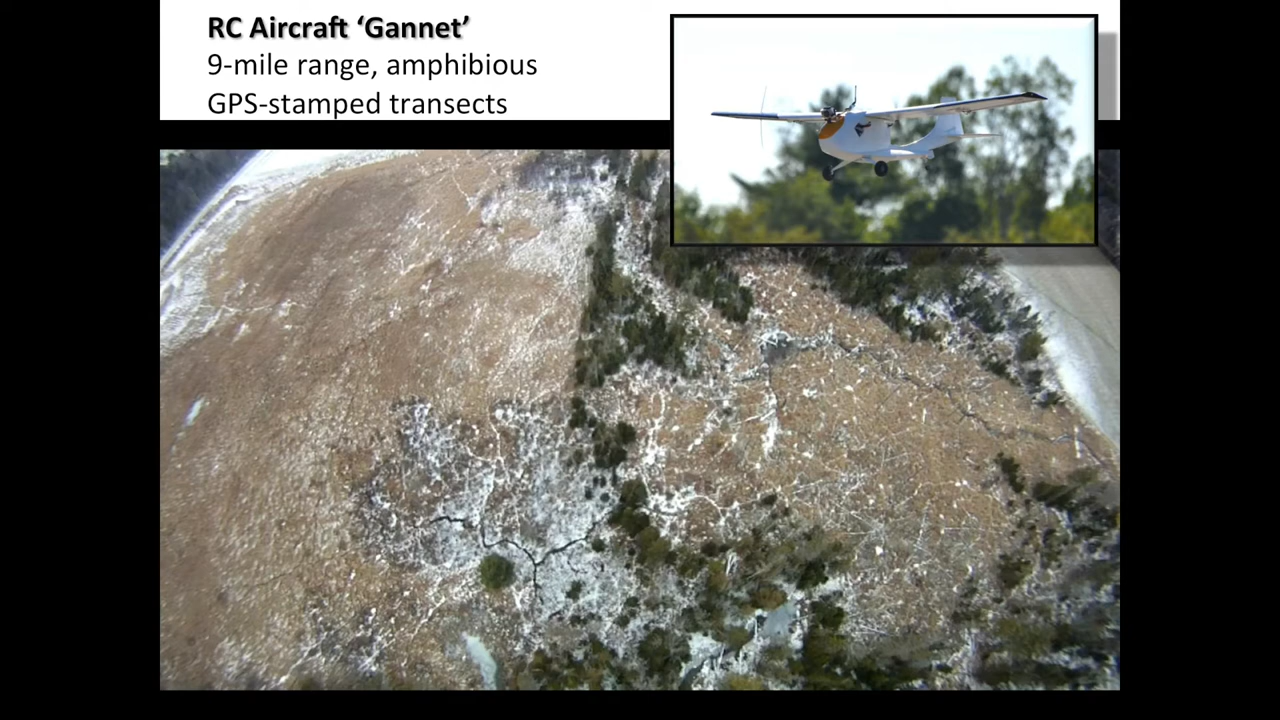 RC Aircraft ‘Gannet’
9-mile range, amphibious
GPS-stamped transects